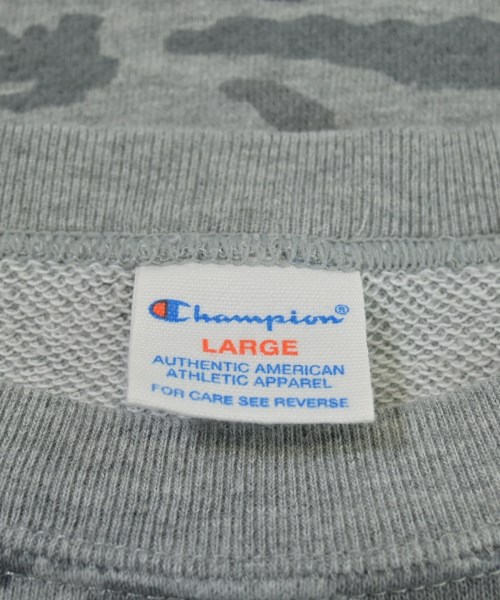 Champion®
LARGE
AUTHENTIC AMERICAN
ATHLETIC APPAREL
FOR CARE SEE REVERSE